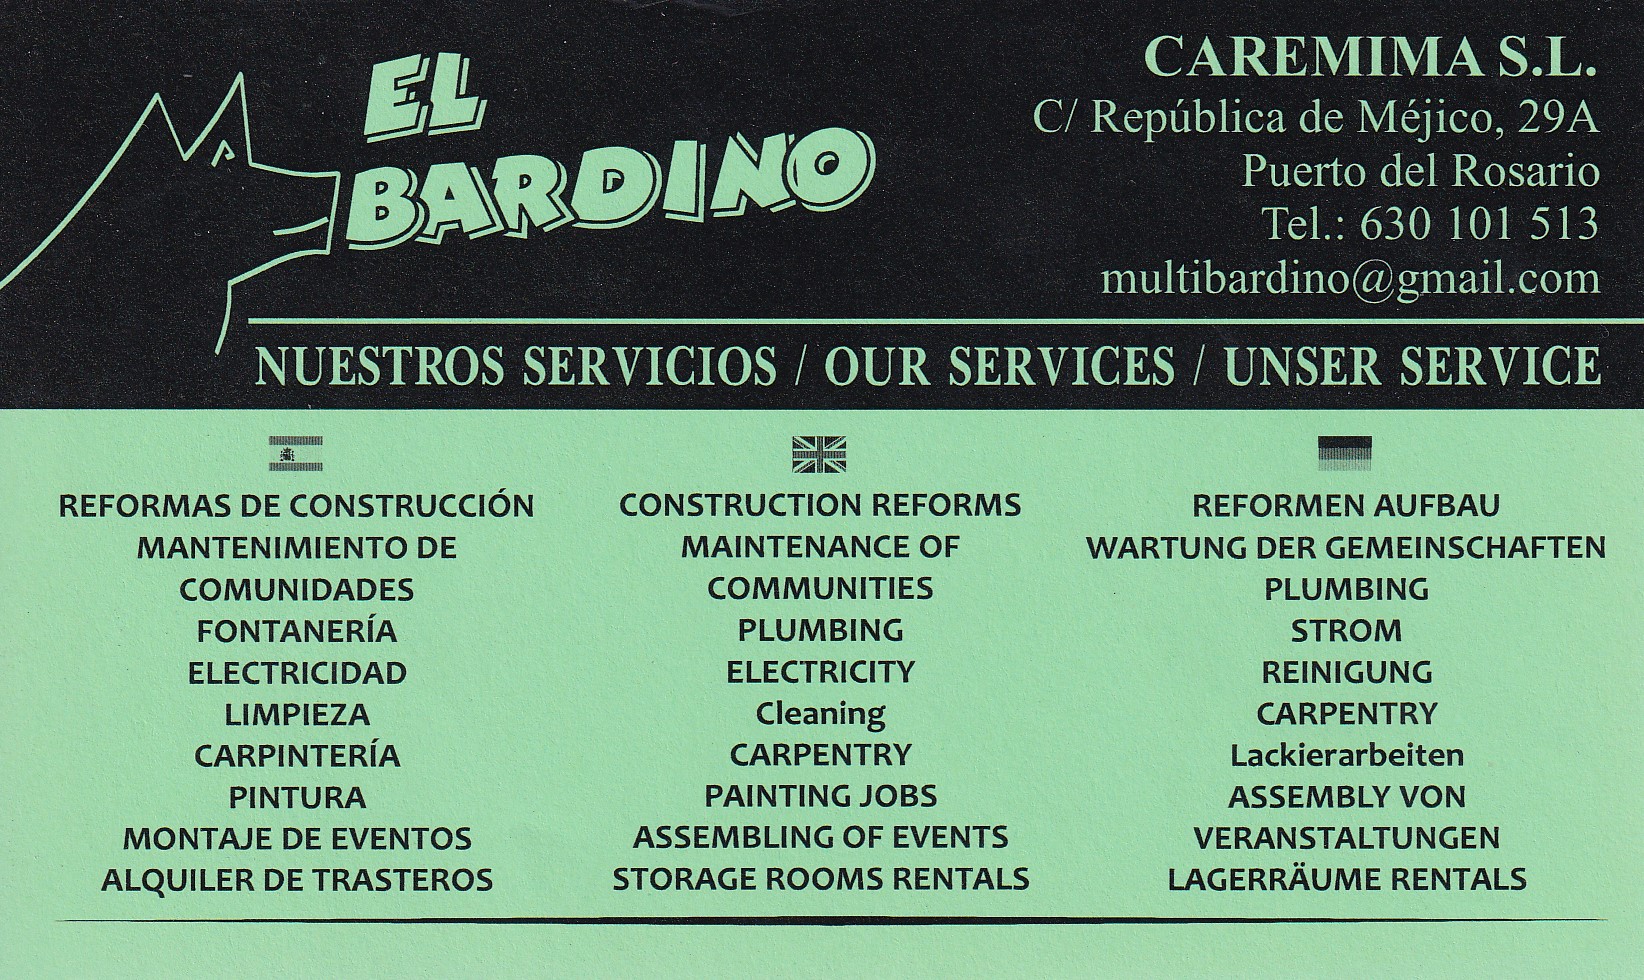 EL
BARDINO
CAREMIMA S.L.
C/ República de Méjico, 29A
Puerto del Rosario
Tel.: 630 101 513
multibardino@gmail.com
NUESTROS SERVICIOS / OUR SERVICES / UNSER SERVICE
REFORMAS DE CONSTRUCCIÓN
MANTENIMIENTO DE
COMUNIDADES
FONTANERÍA
ELECTRICIDAD
LIMPIEZA
CARPINTERÍA
PINTURA
MONTAJE DE EVENTOS
ALQUILER DE TRASTEROS
CONSTRUCTION REFORMS
MAINTENANCE OF
COMMUNITIES
PLUMBING
ELECTRICITY
Cleaning
CARPENTRY
PAINTING JOBS
ASSEMBLING OF EVENTS
STORAGE ROOMS RENTALS
REFORMEN AUFBAU
WARTUNG DER GEMEINSCHAFTEN
PLUMBING
STROM
REINIGUNG
CARPENTRY
Lackierarbeiten
ASSEMBLY VON
VERANSTALTUNGEN
LAGERRÄUME RENTALS